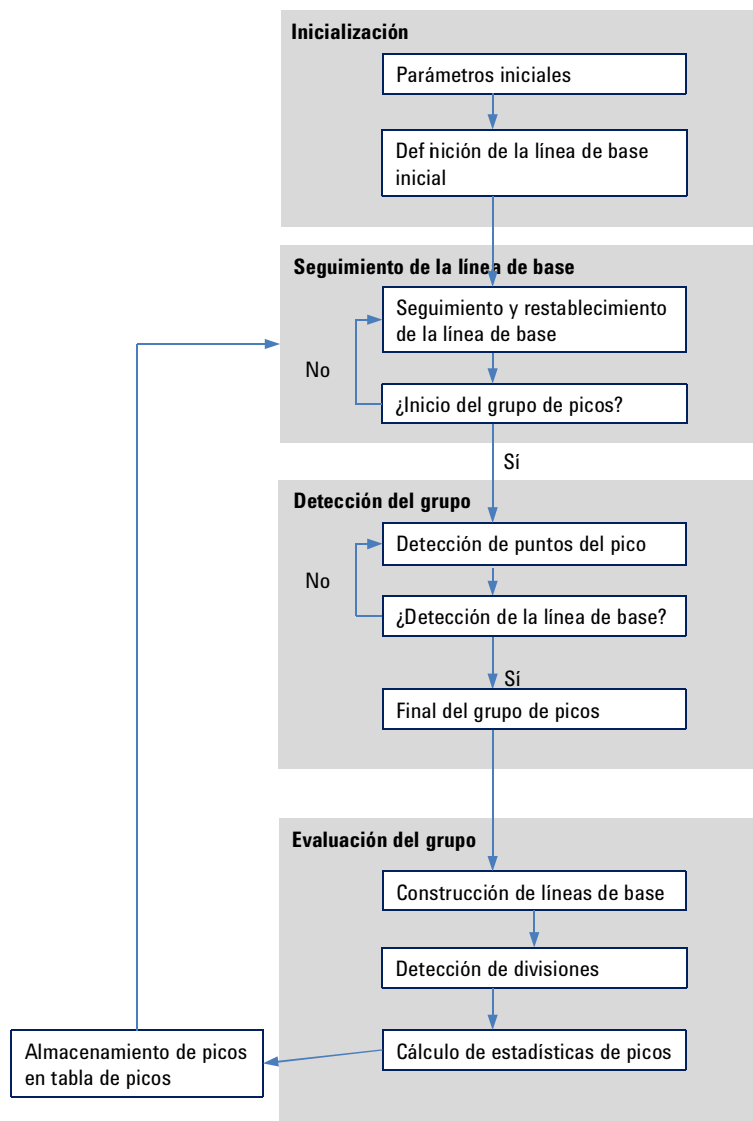 Inicialización
Parámetros iniciales
Def nición de la línea de base
inicial
Seguimiento de la línea de base
Seguimiento y restablecimiento
de la línea de base
No
¿Inicio del grupo de picos?
Sí
Detección del grupo
Detección de puntos del pico
No
¿Detección de la línea de base?
Sí
Final del grupo de picos
Evaluación del grupo
Construcción de líneas de base
Detección de divisiones
Cálculo de estadísticas de picos
Almacenamiento de picos
en tabla de picos